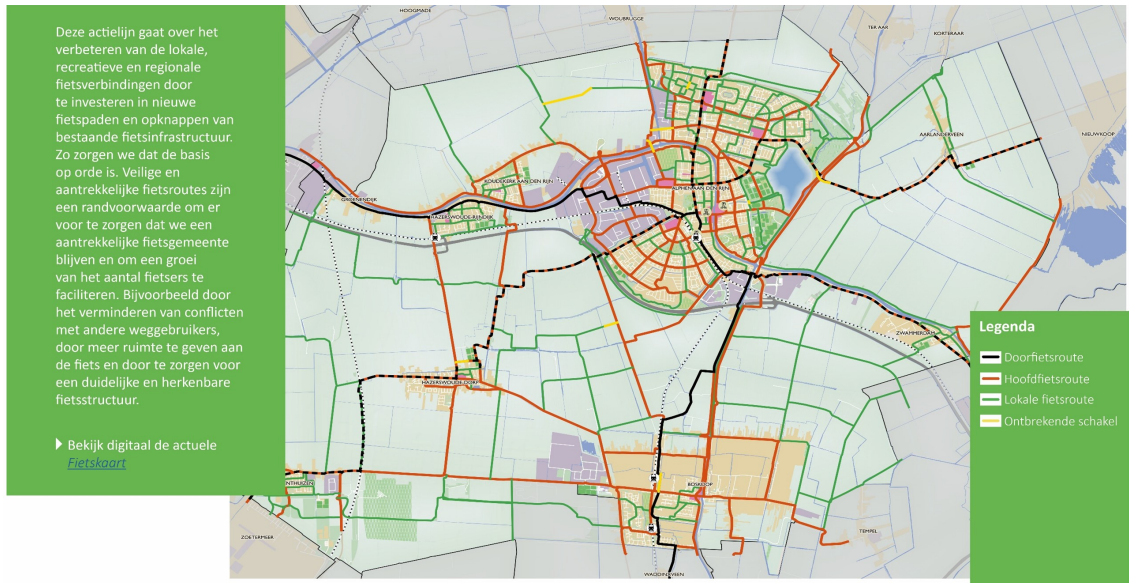 Deze actielijn gaat over het
verbeteren van de lokale,
recreatieve en regionale
fietsverbindingen door
te investeren in nieuwe
fietspaden en opknappen van
bestaande fietsinfrastructuur.
Zo zorgen we dat de basis
op orde is. Veilige en
aantrekkelijke fietsroutes zijn
een randvoorwaarde om er
voor te zorgen dat we een
aantrekkelijke fietsgemeente
blijven en om een groei
van het aantal fietsers te
faciliteren. Bijvoorbeeld door
het verminderen van conflicten
met andere weggebruikers,
door meer ruimte te geven aan
de fiets en door te zorgen voor
een duidelijke en herkenbare
fietsstructuur.
Bekijk digitaal de actuele
Fietskaart
HOOGMADE
WOUBRUGGE
TER AAR
KORTERAAR
AARLANDERVEEN
NIEUWKOOP
KOUDEKERK AAN DEN RIJN
ALPHEN AAN DEN RIJN
GROENENDIJK
HAZERSWOUDE-RIJNDIJK
ZWAMMERDAM
HAZERSWOUDE-DORP
NTHUIZEN
BOSKOOP
ZOETERMEER
TEMPEL
WADDINXVEEN
Legenda
Doorfietsroute
Hoofdfietsroute
Lokale fietsroute
Ontbrekende schakel